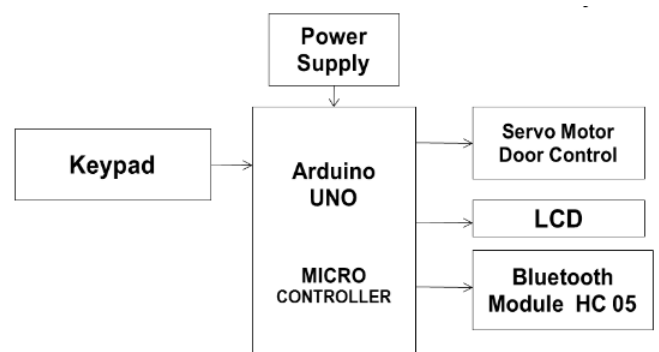 Power
Supply
Keypad
Arduino
UNO
MICRO
CONTROLLER
Servo Motor
Door Control
LCD
Bluetooth
Module HC 05